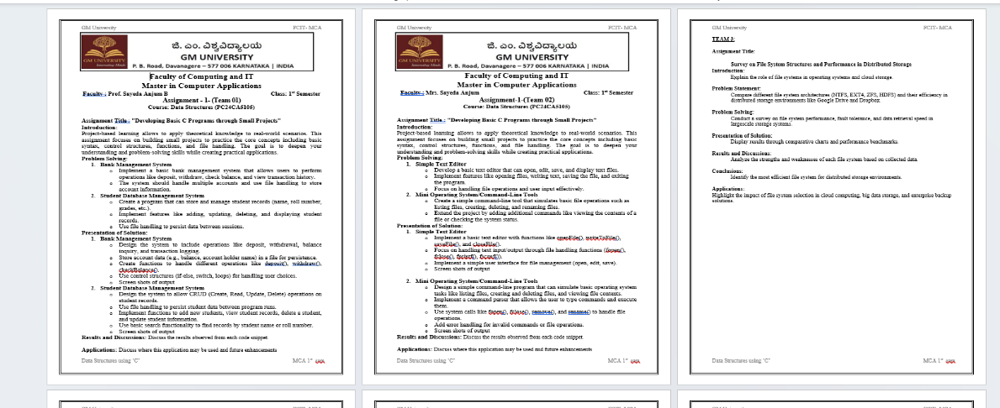 GM University FCIT- MCA
ಜಿ. ಎಂ. ವಿಶ್ವವಿದ್ಯಾಲಯ
GM UNIVERSITY
GM UNIVERSITY
P. B. Road, Davanagere – 577 006 KARNATAKA | INDIA
Faculty of Computing and IT
Master in Computer Applications
Faculty-: Prof. Sayeda Anjum B Class: 1st Semester
Assignment - 1- (Team 01)
Course: Data Structures (PC24CA5105)
Assignment Title-: "Developing Basic C Programs through Small Projects"
Introduction:
Project-based learning allows to apply theoretical knowledge to real-world scenarios. This
assignment focuses on building small projects to practice the core concepts including basic
syntax, control structures, functions, and file handling. The goal is to deepen your
understanding and problem-solving skills while creating practical applications.
Problem Solving:
1. Bank Management System
o Implement a basic bank management system that allows users to perform
operations like deposit, withdraw, check balance, and view transaction history.
o The system should handle multiple accounts and use file handling to store
account information.
2. Student Database Management System
o Create a program that can store and manage student records (name, roll number,
grades, etc.).
o Implement features like adding, updating, deleting, and displaying student
records.
o Use file handling to persist data between sessions.
Presentation of Solution:
1. Bank Management System
o Design the system to include operations like deposit, withdrawal, balance
inquiry, and transaction logging.
o Store account data (e.g., balance, account holder name) in a file for persistence.
o Create functions to handle different operations like deposit(), withdraw(),
checkBalance().
o Use control structures (if-else, switch, loops) for handling user choices.
o Screen shots of output
2. Student Database Management System
o Design the system to allow CRUD (Create, Read, Update, Delete) operations on
student records.
o Use file handling to persist student data between program runs.
o Implement functions to add new students, view student records, delete a student,
and update student information.
o Use basic search functionality to find records by student name or roll number.
o Screen shots of output
Results and Discussions: Discuss the results observed from each code snippet.
Applications: Discuss where this application may be used and future enhancements
Data Structures using "C" MCA 1st
GM University FCIT- MCA
ಜಿ. ಎಂ. ವಿಶ್ವವಿದ್ಯಾಲಯ
GM UNIVERSITY
GM UNIVERSITY
P. B. Road, Davanagere – 577 006 KARNATAKA | INDIA
Faculty of Computing and IT
Master in Computer Applications
Faculty-: Mrs. Sayeda Anjum Class: 1st Semester
Assignment-1-(Team 02)
Course: Data Structures (PC24CA5105)
Assignment Title-: "Developing Basic C Programs through Small Projects"
Introduction:
Project-based learning allows to apply theoretical knowledge to real-world scenarios. This
assignment focuses on building small projects to practice the core concepts including basic
syntax, control structures, functions, and file handling. The goal is to deepen your
understanding and problem-solving skills while creating practical applications.
Problem Solving:
1. Simple Text Editor
o Develop a basic text editor that can open, edit, save, and display text files.
o Implement features like opening files, writing text, saving the file, and exiting
the program.
o Focus on handling file operations and user input effectively.
2. Mini Operating System/Command-Line Tools
o Create a simple command-line tool that simulates basic file operations such as
listing files, creating, deleting, and renaming files.
o Extend the project by adding additional commands like viewing the contents of a
file or checking the system status.
Presentation of Solution:
1. Simple Text Editor
o Implement a basic text editor with functions like openFile(), writeToFile(),
saveFile(), and closeFile().
o Focus on handling text input/output through file handling functions (fopen(),
fclose(), fprintf(), fscanf()).
o Implement a simple user interface for file management (open, edit, save).
o Screen shots of output
2. Mini Operating System/Command-Line Tools
o Design a simple command-line program that can simulate basic operating system
tasks like listing files, creating and deleting files, and viewing file contents.
o Implement a command parser that allows the user to type commands and execute
them.
o Use system calls like fopen(), fclose(), remove(), and rename() to handle file
operations.
o Add error handling for invalid commands or file operations.
o Screen shots of output
Results and Discussions: Discuss the results observed from each code snippet.
Applications: Discuss where this application may be used and future enhancements
Data Structures using "C" MCA 1st
GM University FCIT- MCA
TEAM 3:
Assignment Title:
Survey on File System Structures and Performance in Distributed Storage
Introduction:
Explain the role of file systems in operating systems and cloud storage.
Problem Statement:
Compare different file system architectures (NTFS, EXT4, ZFS, HDFS) and their efficiency in
distributed storage environments like Google Drive and Dropbox.
Problem Solving:
Conduct a survey on file system performance, fault tolerance, and data retrieval speed in
largescale storage systems.
Presentation of Solution:
Display results through comparative charts and performance benchmarks.
Results and Discussions:
Analyze the strengths and weaknesses of each file system based on collected data.
Conclusions:
Identify the most efficient file system for distributed storage environments.
Applications:
Highlight the impact of file system selection in cloud computing, big data storage, and enterprise backup
solutions.
Data Structures using "C" MCA 1st